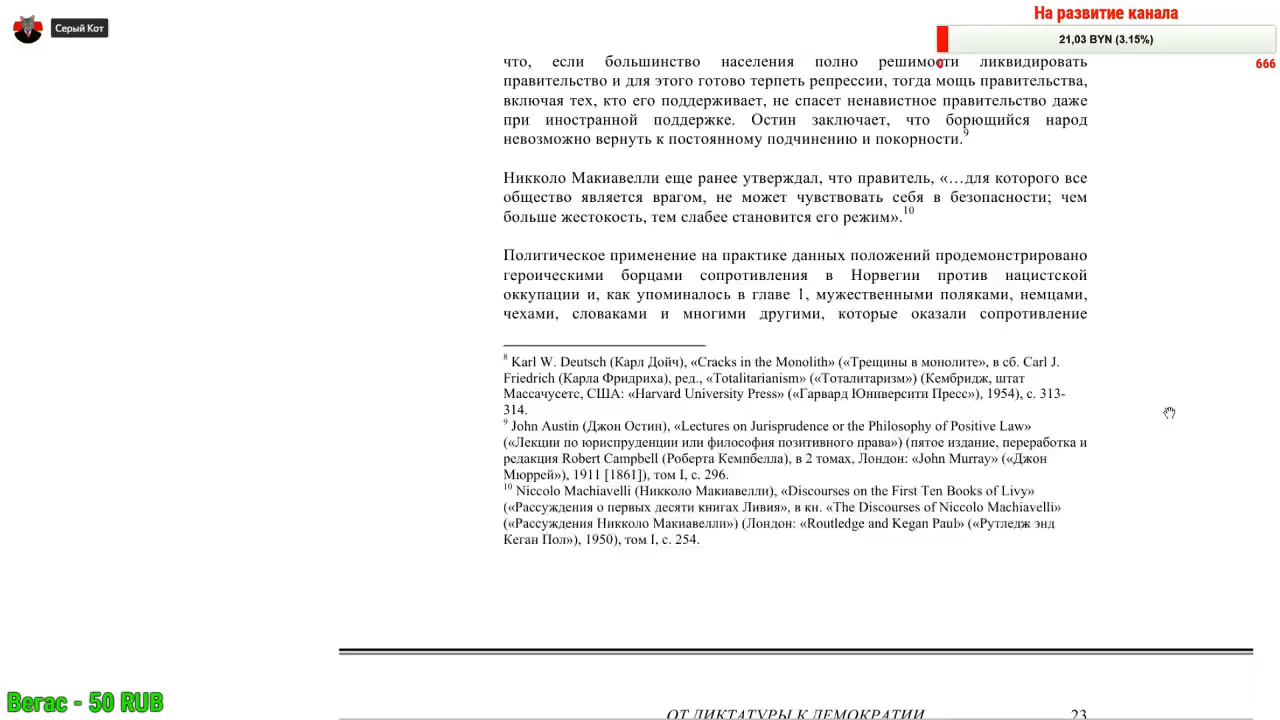 На развитие канала
Серый Кот
21,03 BYN (3.15%)
0
666
что, если большинство населения полно решимости ликвидировать
правительство и для этого готово терпеть репрессии, тогда мощь правительства,
включая тех, кто его поддерживает, не спасет ненавистное правительство даже
при иностранной поддержке. Остин заключает, что борющийся народ
невозможно вернуть к постоянному подчинению и покорности.9
Никколо Макиавелли еще ранее утверждал, что правитель, «…для которого все
общество является врагом, не может чувствовать себя в безопасности; чем
больше жестокость, тем слабее становится его режим».10
Политическое применение на практике данных положений продемонстрировано
героическими борцами сопротивления в Норвегии против нацистской
оккупации и, как упоминалось в главе 1, мужественными поляками, немцами,
чехами, словаками и многими другими, которые оказали сопротивление
8 Karl W. Deutsch (Карл Дойч), «Cracks in the Monolith» («Трещины в монолите», в сб. Carl J.
Friedrich (Карла Фридриха), ред., «Totalitarianism» («Тоталитаризм») (Кембридж, штат
Массачусетс, США: «Harvard University Press» («Гарвард Юниверсити Пресс»), 1954), с. 313-
314.
9 John Austin (Джон Остин), «Lectures on Jurisprudence or the Philosophy of Positive Law»
(«Лекции по юриспруденции или философия позитивного права») (пятое издание, переработка и
редакция Robert Campbell (Роберта Кемпбелла), в 2 томах, Лондон: «John Murray» («Джон
Мюррей»), 1911 [1861]), том I, с. 296.
10 Niccolo Machiavelli (Никколо Макиавелли), «Discourses on the First Ten Books of Livy»
(«Рассуждения о первых десяти книгах Ливия», в кн. «The Discourses of Niccolo Machiavelli»
(«Рассуждения Никколо Макиавелли») (Лондон: «Routledge and Kegan Paul» («Рутледж энд
Кеган Пол»), 1950), том I, с. 254.
Вегас - 50 RUB
ОТ ДИКТАТУРЫ К ДЕМОКРАТИИ 23